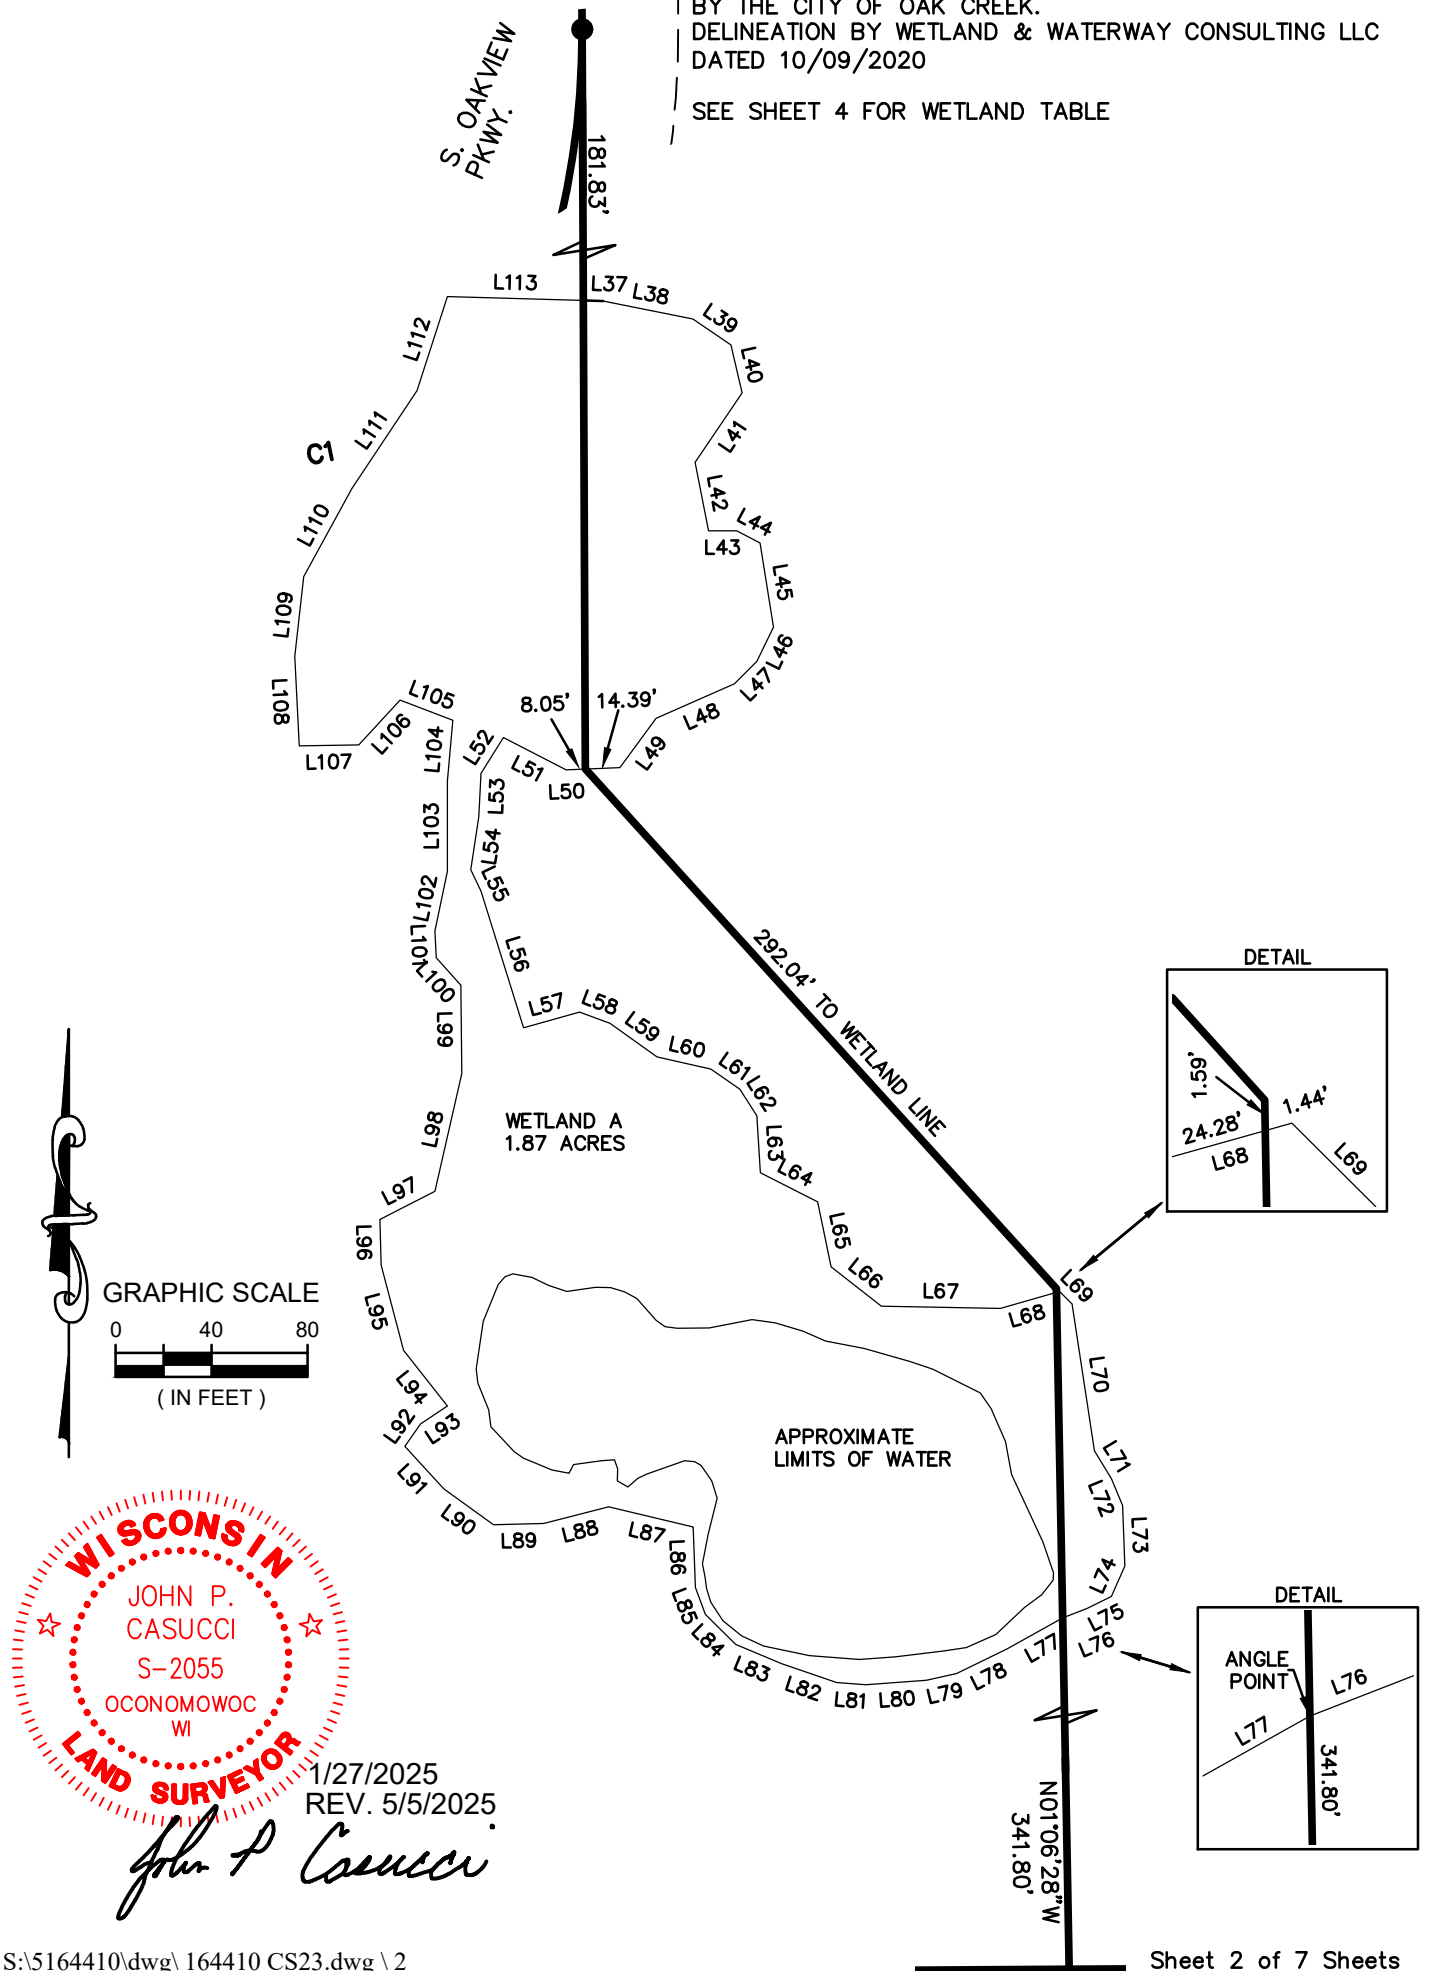 BY THE CITY OF OAK CREEK.
DELINEATION BY WETLAND & WATERWAY CONSULTING LLC
DATED 10/09/2020
SEE SHEET 4 FOR WETLAND TABLE
S. OAKVIEW
PKWY.
181.83'
L113
L37
L38
L39
L40
L41
L42
L43
L44
L45
L46
L47
L48
L49
14.39'
8.05'
L50
L51
L52
L53
L54
L55
L56
L57
L58
L59
L60
L61
L62
L63
L64
L65
L66
L67
L68
L69
L70
L71
L72
L73
L74
L75
L76
L77
L78
L79
L80
L81
L82
L83
L84
L85
L86
L87
L88
L89
L90
L91
L92
L93
L94
L95
L96
L97
L98
L99
L100
L101
L102
L103
L104
L105
L106
L107
L108
L109
L110
L111
L112
C1
292.04' TO WETLAND LINE
WETLAND A
1.87 ACRES
APPROXIMATE
LIMITS OF WATER
DETAIL
1.59'
1.44'
24.28'
L68
L69
DETAIL
ANGLE
POINT
L76
L77
341.80'
N01°06'28"W
341.80'
GRAPHIC SCALE
0 40 80
( IN FEET )
WISCONSIN
JOHN P.
CASUCCI
S-2055
OCONOMOWOC
WI
LAND SURVEYOR
1/27/2025
REV. 5/5/2025
John P Casucci
S:\5164410\dwg\ 164410 CS23.dwg \ 2
Sheet 2 of 7 Sheets